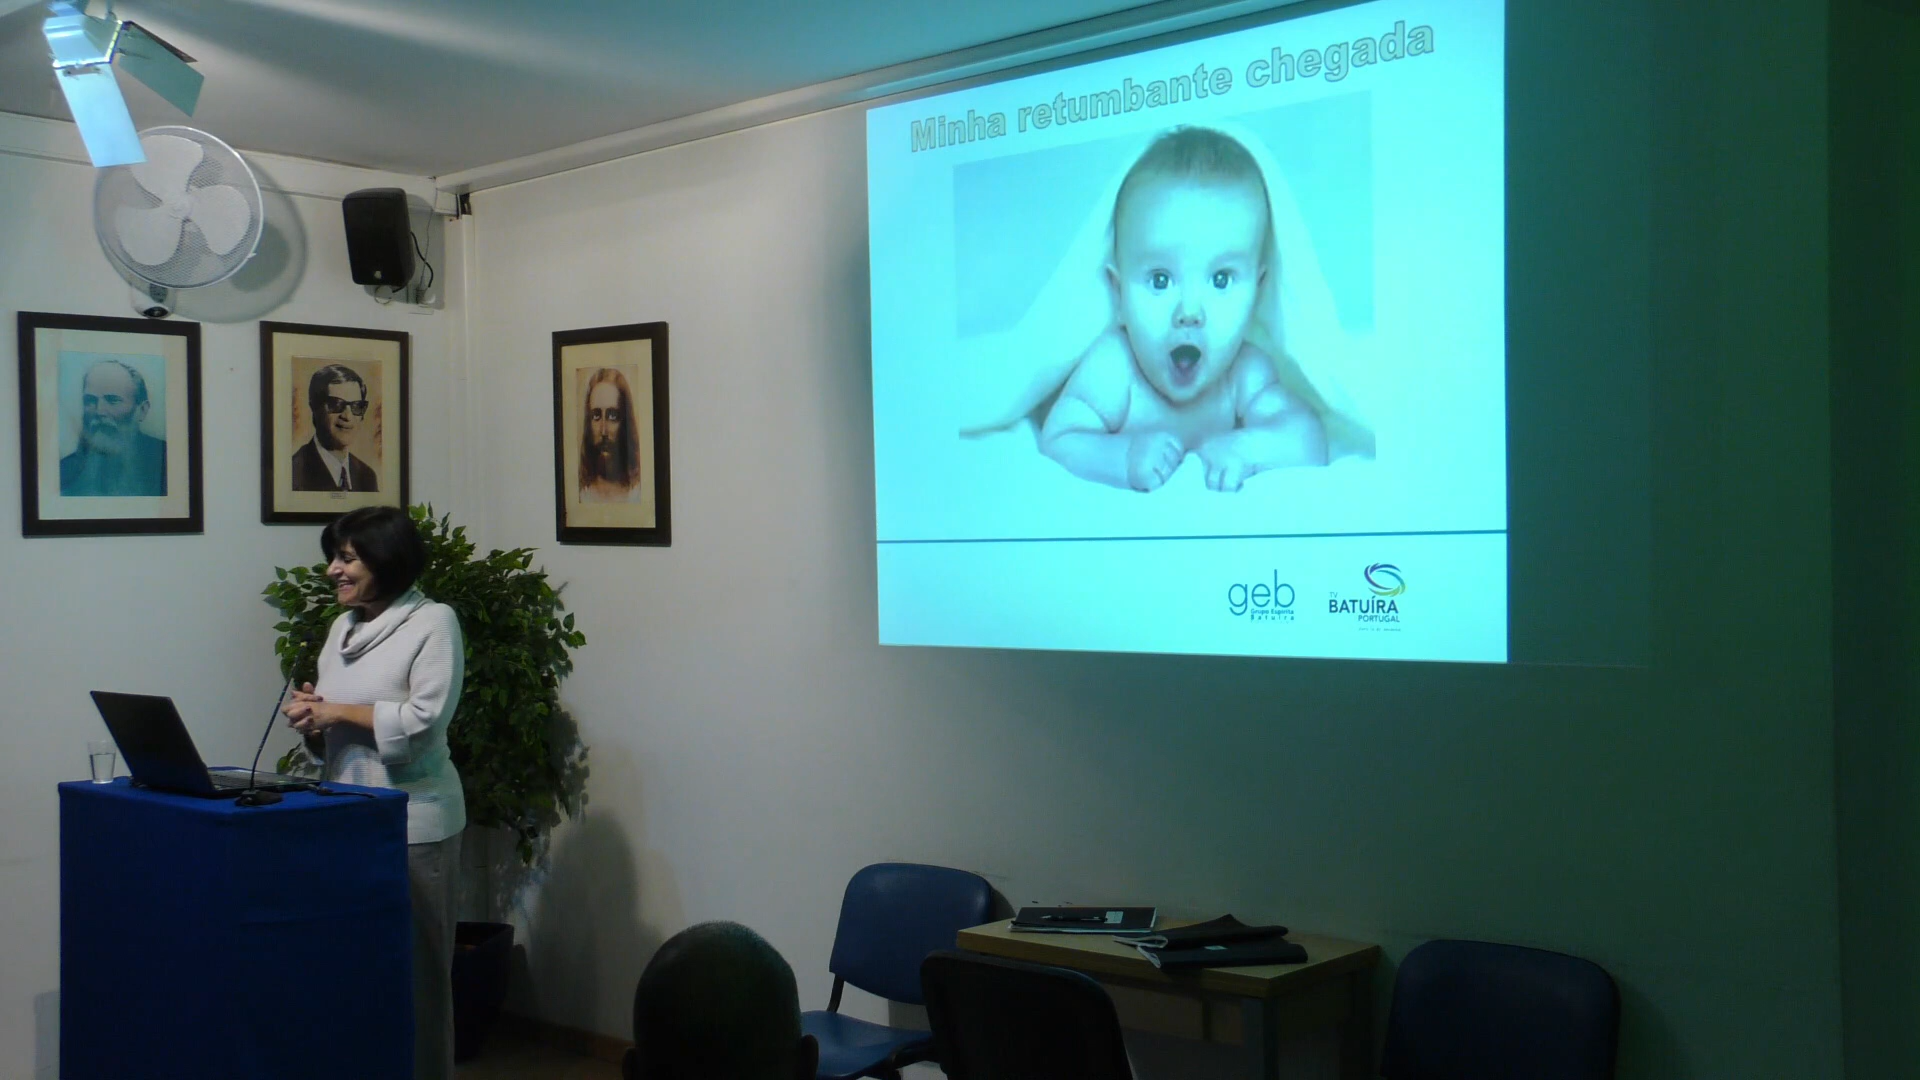 Minha retumbante chegada
geb
Grupo Espírita
Batuíra
TV
BATUÍRA
PORTUGAL